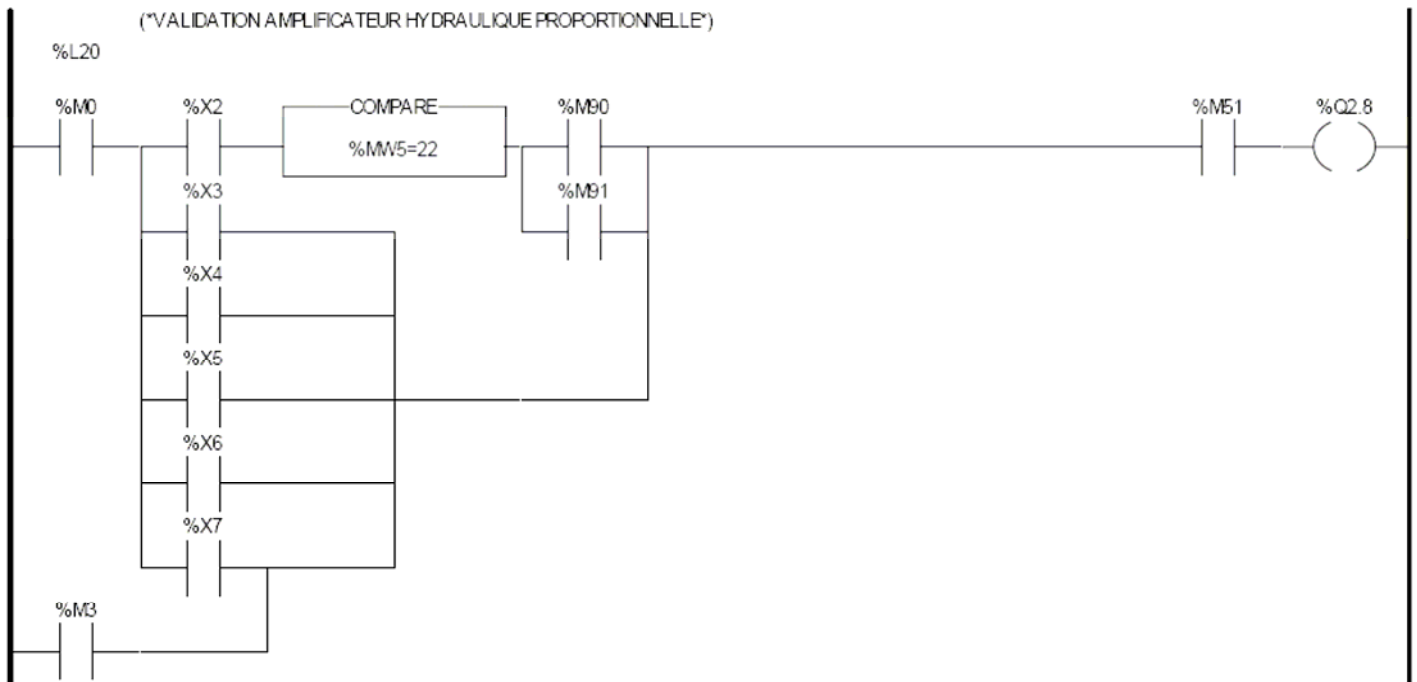 (*VALIDATION AMPLIFICATEUR HYDRAULIQUE PROPORTIONNELLE*)
%L20
%M0 %X2 COMPARE %M90 %M51 %Q2.8
%MW5=22
%X3 %M91
%X4
%X5
%X6
%X7
%M3